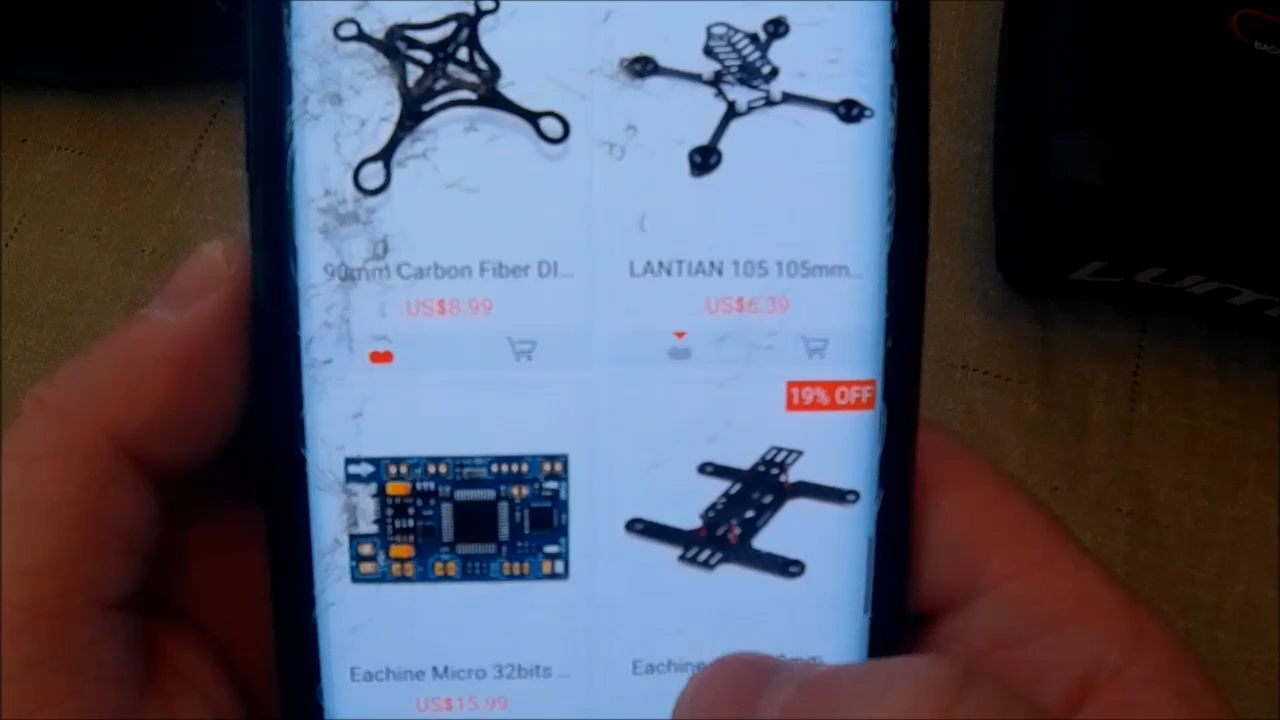 90mm Carbon Fiber DI...
LANTIAN 105 105mm...
US$8.99
US$6.39
19% OFF
Eachine Micro 32bits ...
Eachine
US$15.99